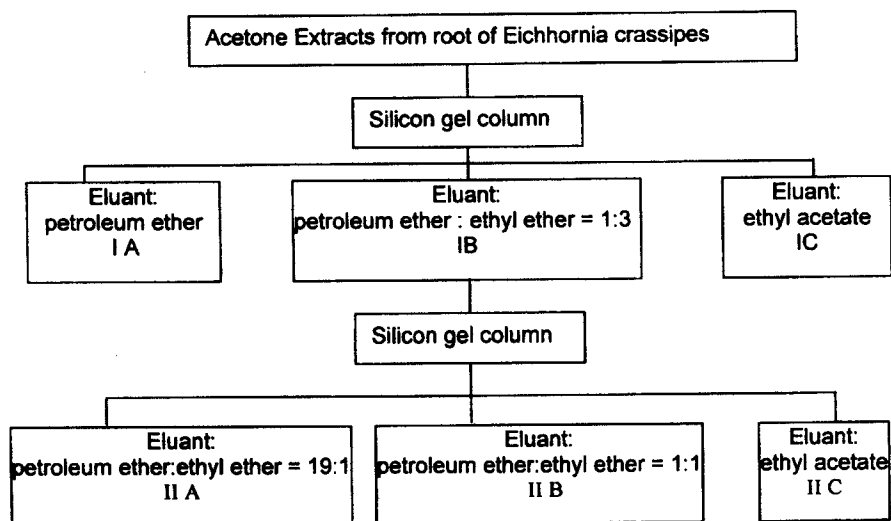 Acetone Extracts from root of Eichhornia crassipes
Silicon gel column
Eluant:
petroleum ether
I A
Eluant:
petroleum ether : ethyl ether = 1:3
IB
Eluant:
ethyl acetate
IC
Silicon gel column
Eluant:
petroleum ether:ethyl ether = 19:1
II A
Eluant:
petroleum ether:ethyl ether = 1:1
II B
Eluant:
ethyl acetate
II C